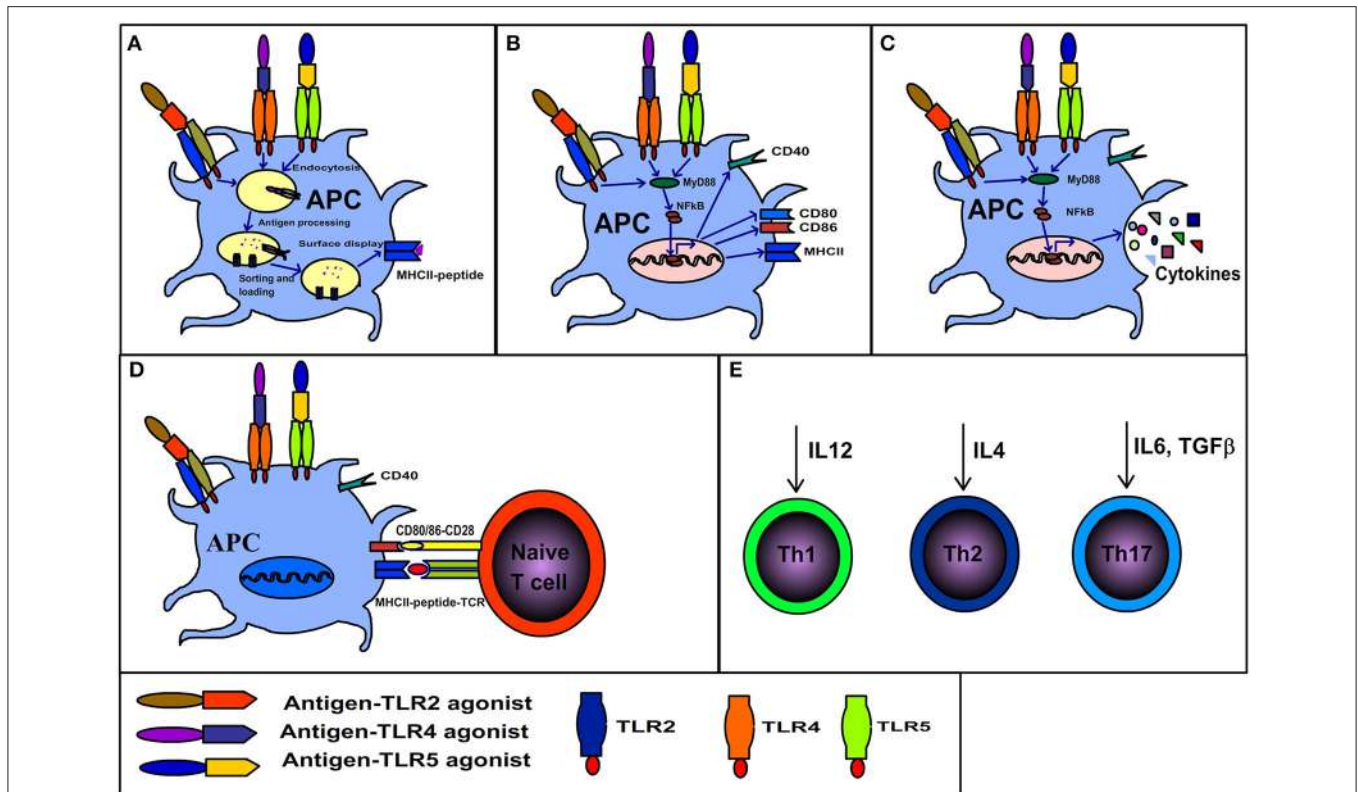 A
Endocytosis
APC
Antigen processing
Surface display
MHCII-peptide
Sorting and
loading
B
CD40
MyD88
APC
NFkB
CD80
CD86
MHCII
C
MyD88
APC
NFkB
Cytokines
D
CD40
APC
CD80/86-CD28
Naive
T cell
MHCII-peptide-TCR
E
IL12
IL4
IL6, TGFβ
Th1
Th2
Th17
Antigen-TLR2 agonist
Antigen-TLR4 agonist
Antigen-TLR5 agonist
TLR2
TLR4
TLR5